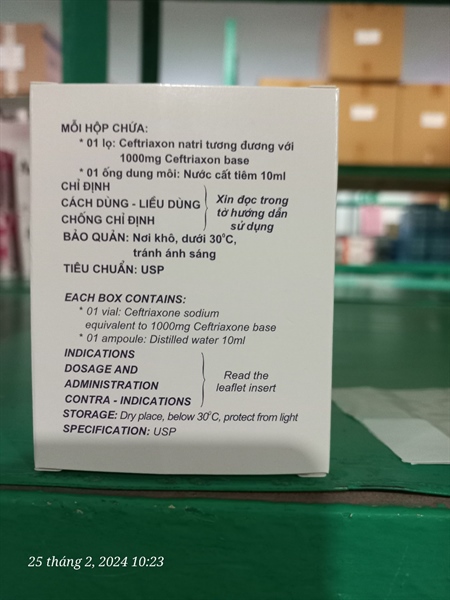 MỖI HỘP CHỨA:
* 01 lọ: Ceftriaxon natri tương đương với
1000mg Ceftriaxon base
* 01 ống dung môi: Nước cất tiêm 10ml
CHỈ ĐỊNH
CÁCH DÙNG - LIỀU DÙNG
CHỐNG CHỈ ĐỊNH
Xin đọc trong
tờ hướng dẫn
sử dụng
BẢO QUẢN: Nơi khô, dưới 30°C,
tránh ánh sáng
TIÊU CHUẨN: USP
EACH BOX CONTAINS:
* 01 vial: Ceftriaxone sodium
equivalent to 1000mg Ceftriaxone base
* 01 ampoule: Distilled water 10ml
INDICATIONS
DOSAGE AND
ADMINISTRATION
CONTRA - INDICATIONS
Read the
leaflet insert
STORAGE: Dry place, below 30°C, protect from light
SPECIFICATION: USP
25 tháng 2, 2024 10:23